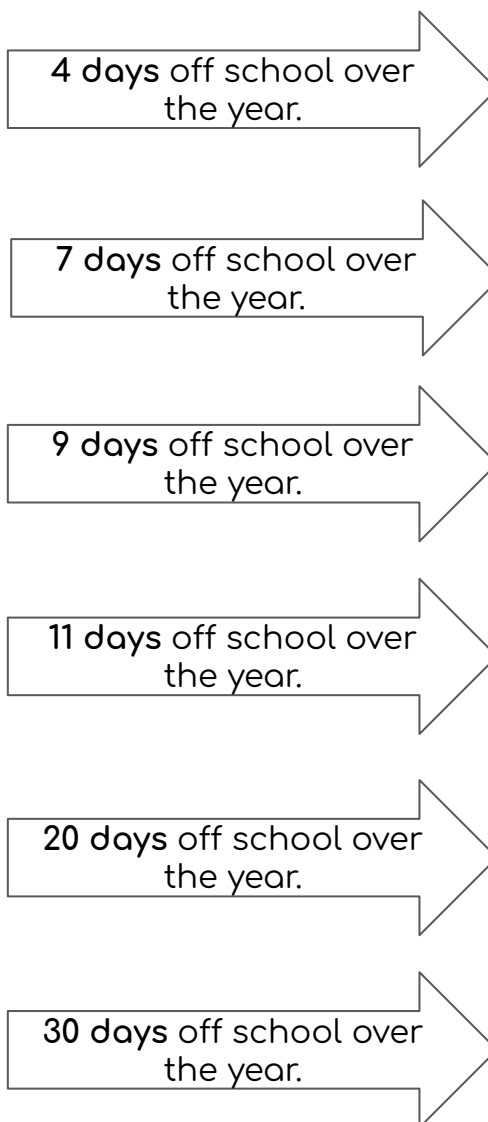 4 days off school over
the year.
7 days off school over
the year.
9 days off school over
the year.
11 days off school over
the year.
20 days off school over
the year.
30 days off school over
the year.